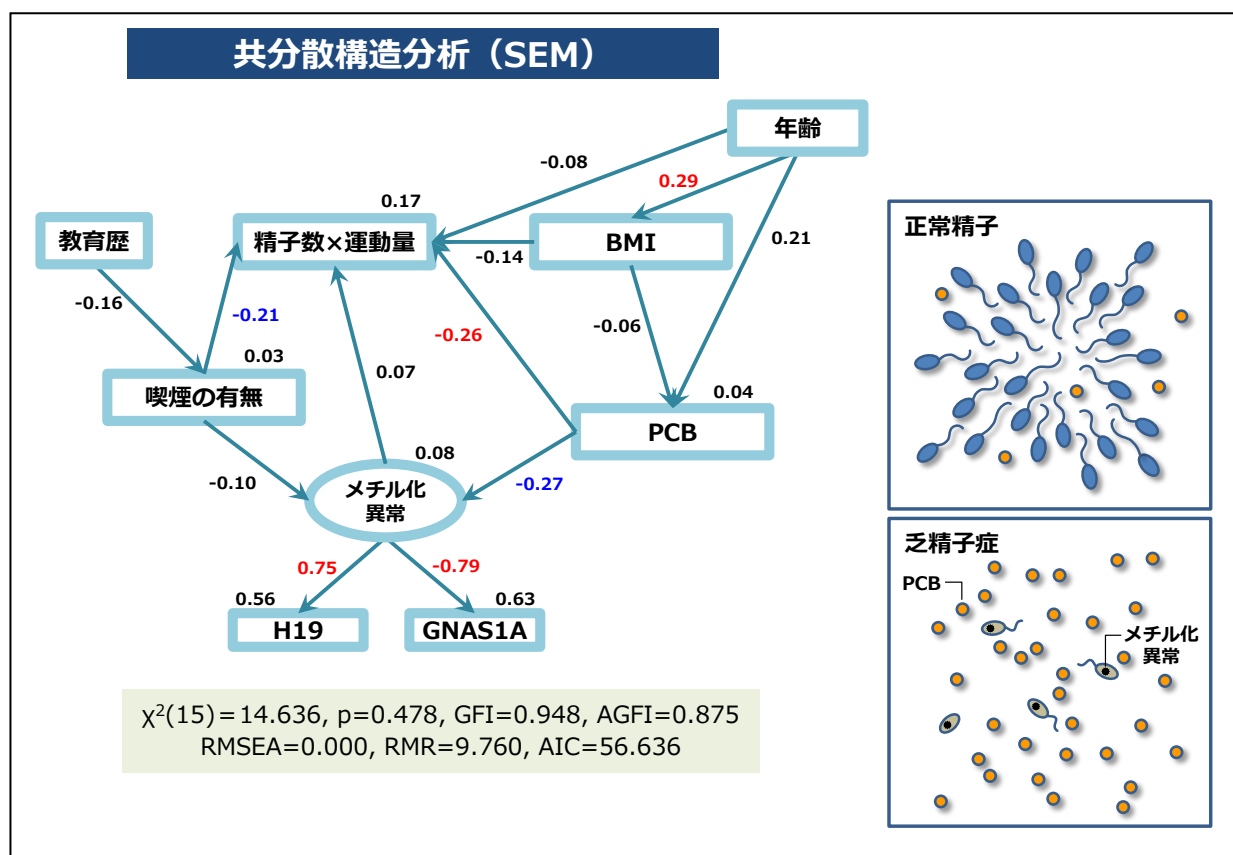 共分散構造分析（SEM）
年齢
-0.08
0.29
0.17
教育歴
精子数×運動量
BMI
0.21
-0.14
-0.16
-0.21
-0.26
-0.06
0.03
喫煙の有無
0.07
0.04
PCB
0.08
-0.10
メチル化
異常
-0.27
0.75
-0.79
0.56
H19
0.63
GNAS1A
χ²(15)＝14.636, p=0.478, GFI=0.948, AGFI=0.875
RMSEA=0.000, RMR=9.760, AIC=56.636
正常精子
乏精子症
PCB
メチル化
異常